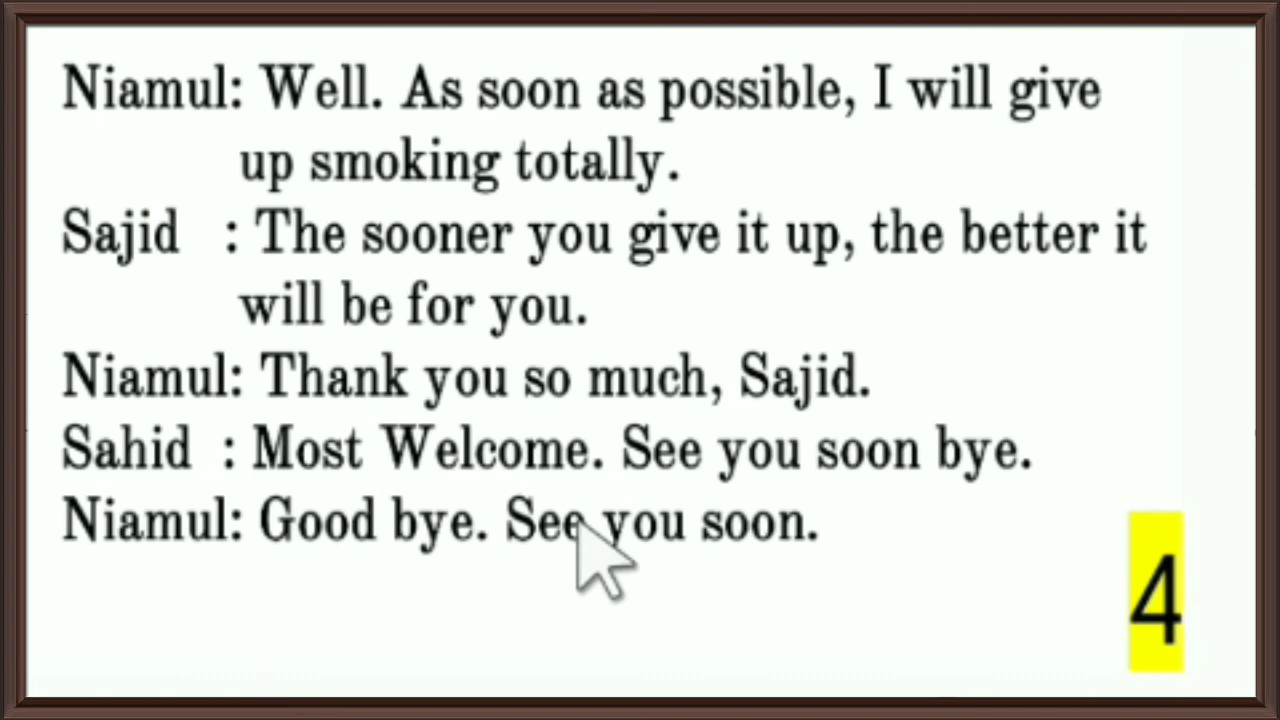 Niamul: Well. As soon as possible, I will give
up smoking totally.
Sajid : The sooner you give it up, the better it
will be for you.
Niamul: Thank you so much, Sajid.
Sahid : Most Welcome. See you soon bye.
Niamul: Good bye. See you soon.
4